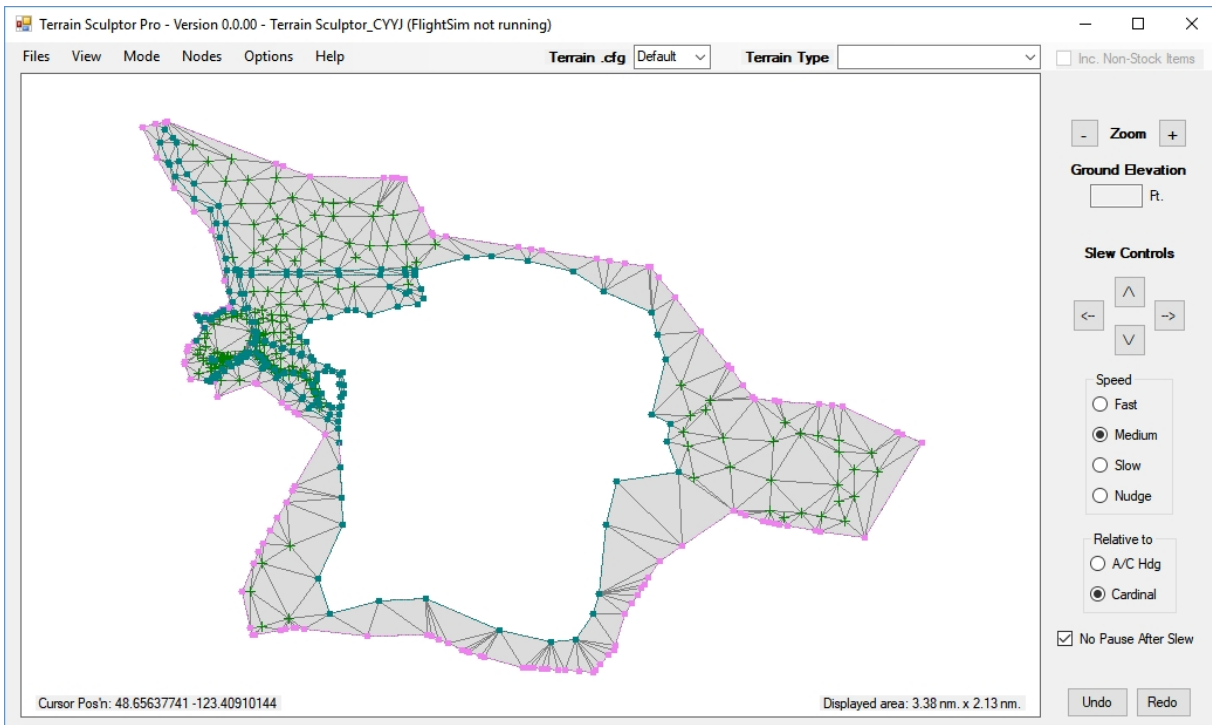 Terrain Sculptor Pro - Version 0.0.00 - Terrain Sculptor_CYYJ (FlightSim not running)
Files View Mode Nodes Options Help Terrain .cfg Default Terrain Type Inc. Non-Stock Items
- Zoom +
Ground Elevation
Ft.
Slew Controls
/\
<-- -->
\/
Speed
Fast
Medium
Slow
Nudge
Relative to
A/C Hdg
Cardinal
No Pause After Slew
Cursor Pos'n: 48.65637741 -123.40910144 Displayed area: 3.38 nm. x 2.13 nm.
Undo Redo